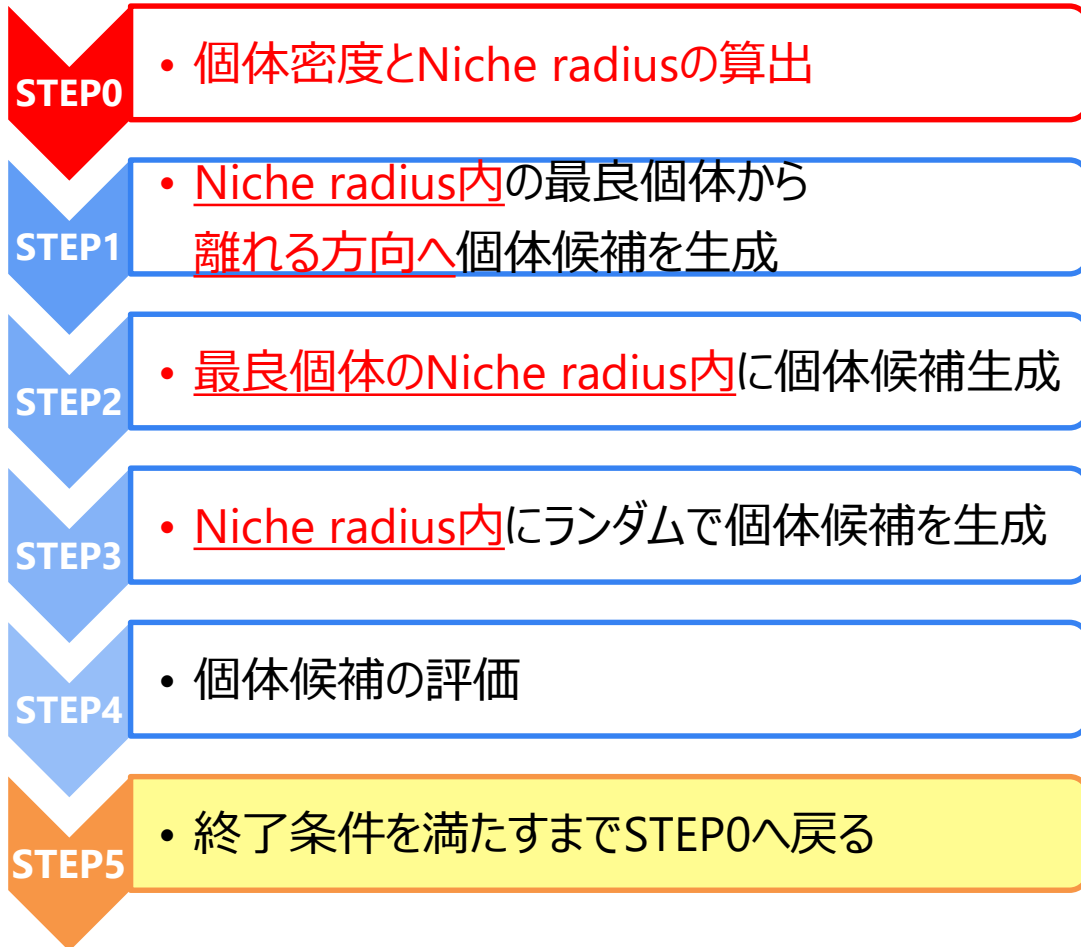 STEP0
• 個体密度とNiche radiusの算出
STEP1
• Niche radius内の最良個体から
離れる方向へ個体候補を生成
STEP2
• 最良個体のNiche radius内に個体候補生成
STEP3
• Niche radius内にランダムで個体候補を生成
STEP4
• 個体候補の評価
STEP5
• 終了条件を満たすまでSTEP0へ戻る